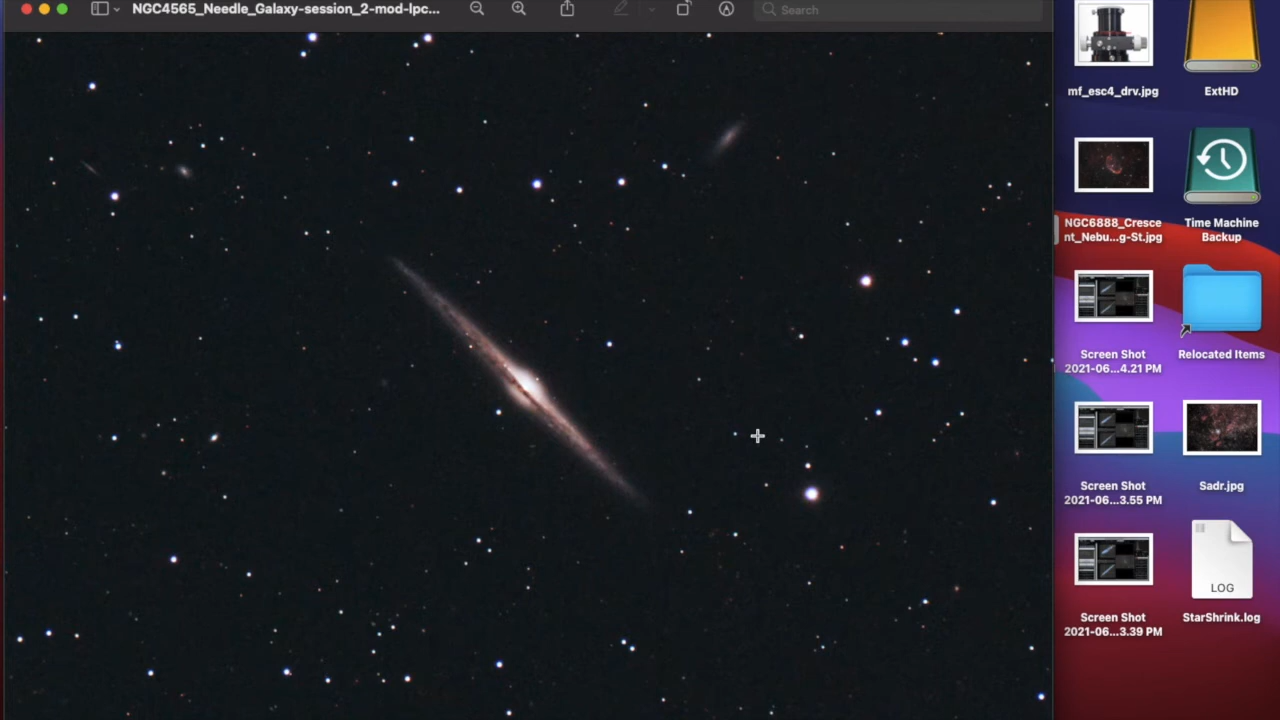 NGC4565_Needle_Galaxy-session_2-mod-lpc...
Search
mf_esc4_drv.jpg
ExtHD
NGC6888_Cresce
nt_Nebu...g-St.jpg
Time Machine
Backup
Screen Shot
2021-06...4.21 PM
Relocated Items
Screen Shot
2021-06...3.55 PM
Sadr.jpg
Screen Shot
2021-06...3.39 PM
LOG
StarShrink.log